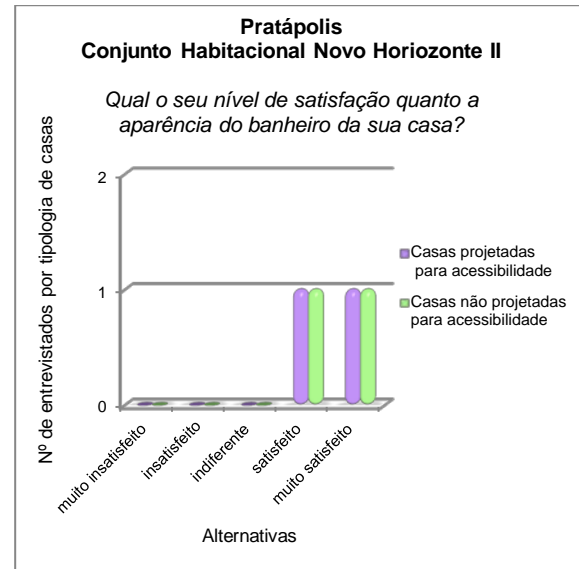 Pratápolis
Conjunto Habitacional Novo Horiozonte II
Qual o seu nível de satisfação quanto a
aparência do banheiro da sua casa?
Nº de entrevistados por tipologia de casas
2
1
0
muito insatisfeito
insatisfeito
indiferente
satisfeito
muito satisfeito
Alternativas
Casas projetadas
para acessibilidade
Casas não projetadas
para acessibilidade